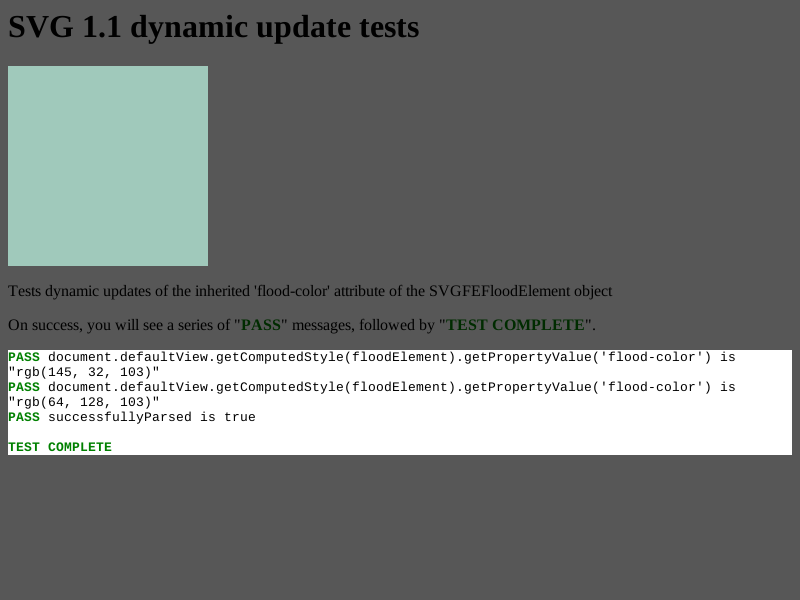 SVG 1.1 dynamic update tests
Tests dynamic updates of the inherited 'flood-color' attribute of the SVGFEFloodElement object
On success, you will see a series of "PASS" messages, followed by "TEST COMPLETE".
PASS document.defaultView.getComputedStyle(floodElement).getPropertyValue('flood-color') is
"rgb(145, 32, 103)"
PASS document.defaultView.getComputedStyle(floodElement).getPropertyValue('flood-color') is
"rgb(64, 128, 103)"
PASS successfullyParsed is true
TEST COMPLETE